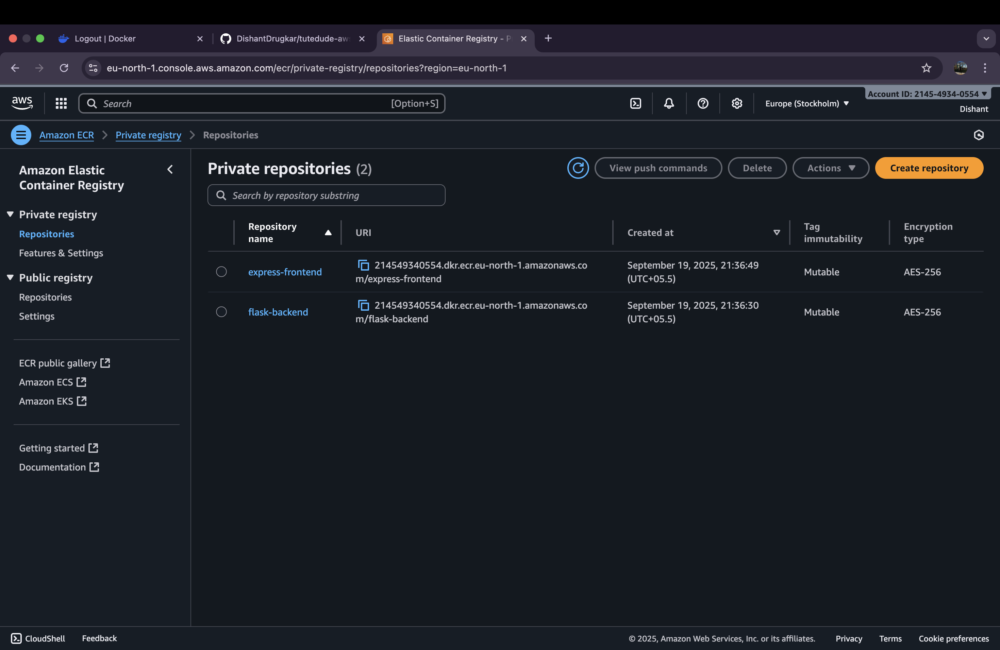 Logout | Docker
DishantDrugkar/tutedude-aws
Elastic Container Registry - P
eu-north-1.console.aws.amazon.com/ecr/private-registry/repositories?region=eu-north-1
aws
Search
[Option+S]
Europe (Stockholm)
Account ID: 2145-4934-0554
Dishant
Amazon ECR
Private registry
Repositories
Amazon Elastic
Container Registry
Private registry
Repositories
Features & Settings
Public registry
Repositories
Settings
ECR public gallery
Amazon ECS
Amazon EKS
Getting started
Documentation
Private repositories (2)
View push commands
Delete
Actions
Create repository
Search by repository substring
Repository
name
URI
Created at
Tag
immutability
Encryption
type
express-frontend
214549340554.dkr.ecr.eu-north-1.amazonaws.co
m/express-frontend
September 19, 2025, 21:36:49
(UTC+05.5)
Mutable
AES-256
flask-backend
214549340554.dkr.ecr.eu-north-1.amazonaws.co
m/flask-backend
September 19, 2025, 21:36:30
(UTC+05.5)
Mutable
AES-256
CloudShell
Feedback
© 2025, Amazon Web Services, Inc. or its affiliates.
Privacy
Terms
Cookie preferences